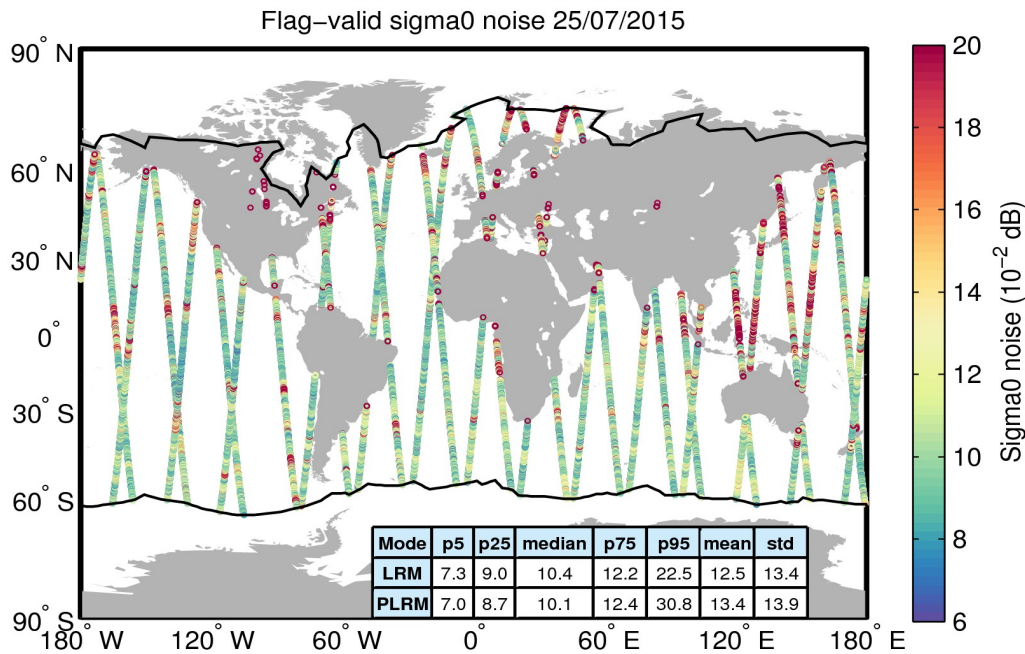 Flag−valid sigma0 noise 25/07/2015
90° N
60° N
30° N
0°
30° S
60° S
90° S
180° W
120° W
60° W
0°
60° E
120° E
180° E
20
18
16
14
12
10
8
6
Sigma0 noise (10⁻² dB)
Mode p5 p25 median p75 p95 mean std
LRM 7.3 9.0 10.4 12.2 22.5 12.5 13.4
PLRM 7.0 8.7 10.1 12.4 30.8 13.4 13.9